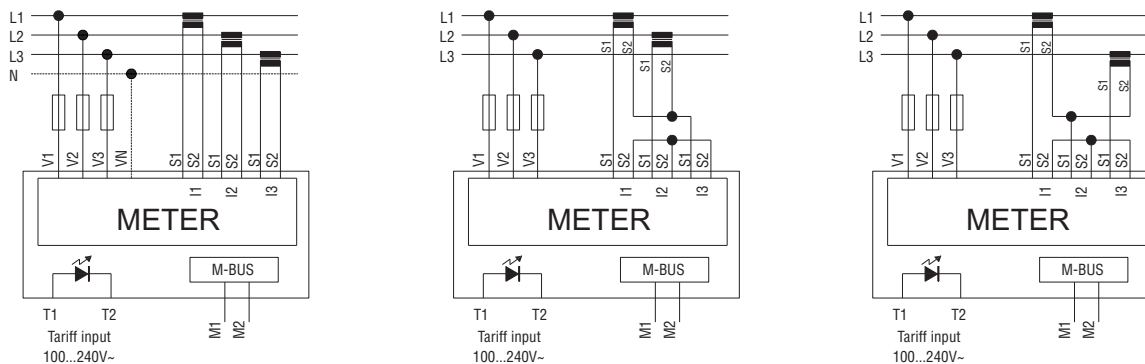 L1
L2
L3
N
V1 V2 V3 VN S1 S2 S1 S2 S1 S2
I1 I2 I3
METER
M-BUS
T1 T2 M1 M2
Tariff input
100...240V~
L1
L2
L3
S1 S2
S1 S2
V1 V2 V3 S1 S2 S1 S2 S1 S2
I1 I2 I3
METER
M-BUS
T1 T2 M1 M2
Tariff input
100...240V~
L1
L2
L3
S1 S2
S1 S2
V1 V2 V3 S1 S2 S1 S2 S1 S2
I1 I2 I3
METER
M-BUS
T1 T2 M1 M2
Tariff input
100...240V~